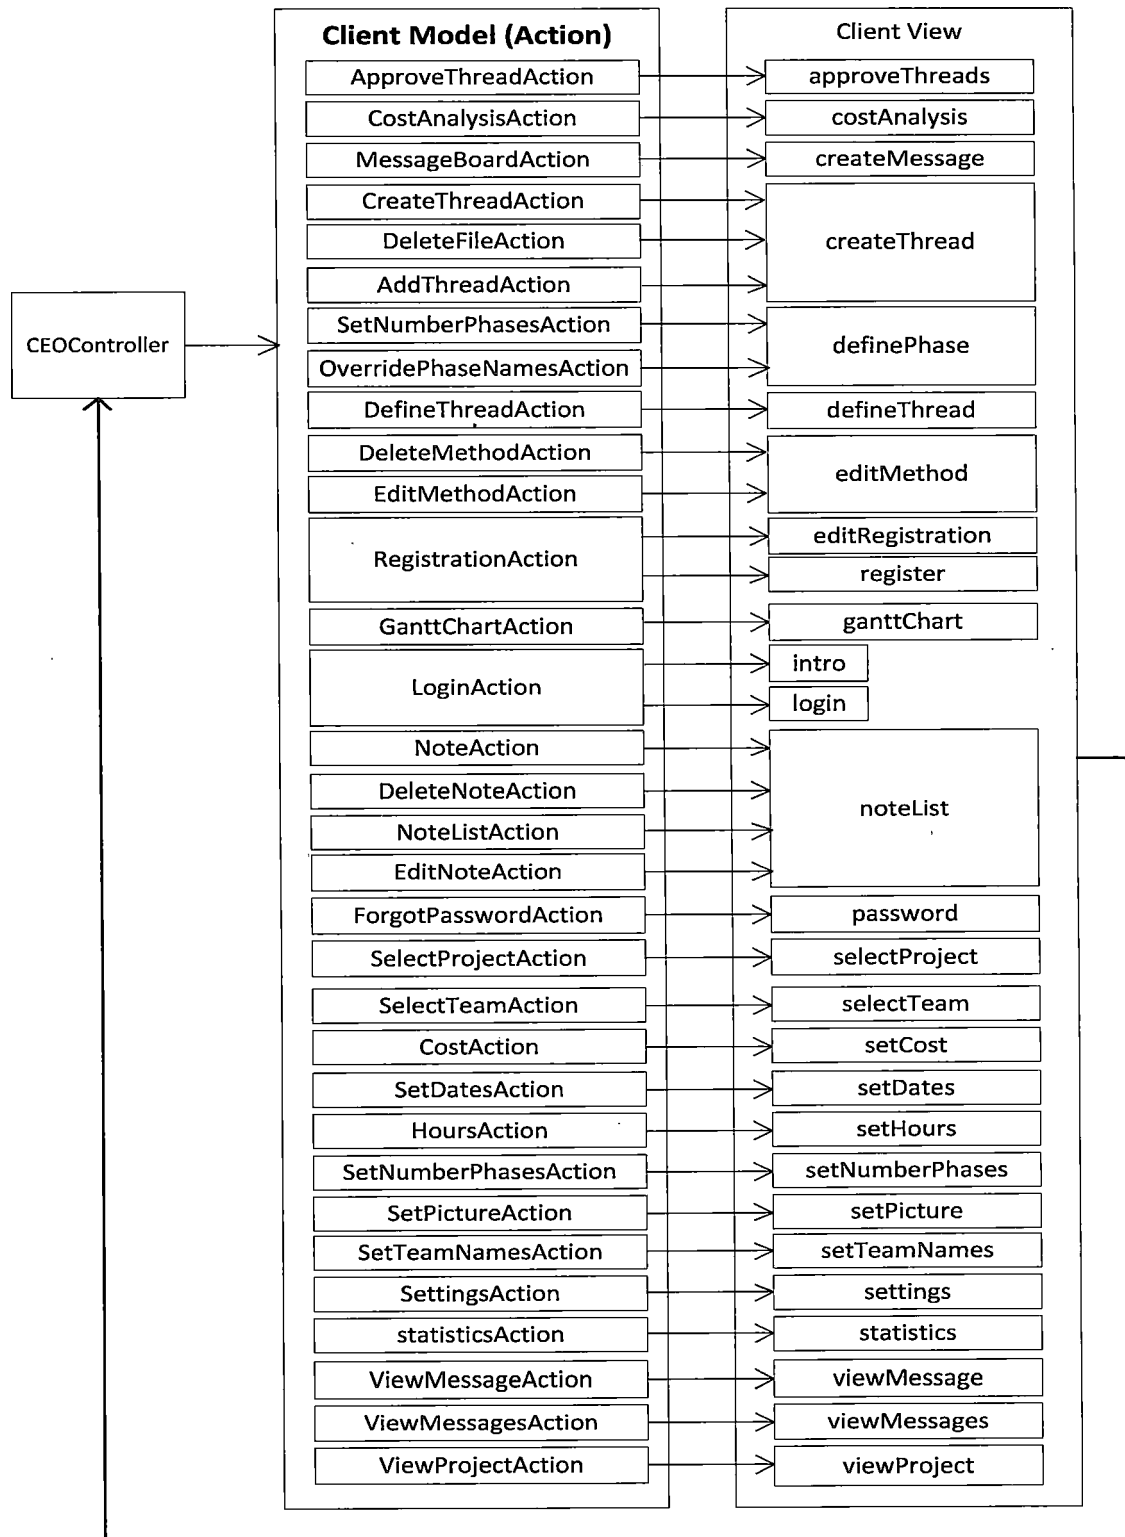 Client Model (Action)
Client View
ApproveThreadAction
approveThreads
CostAnalysisAction
costAnalysis
MessageBoardAction
createMessage
CreateThreadAction
DeleteFileAction
createThread
AddThreadAction
SetNumberPhasesAction
CEOController
definePhase
OverridePhaseNamesAction
DefineThreadAction
defineThread
DeleteMethodAction
editMethod
EditMethodAction
editRegistration
RegistrationAction
register
GanttChartAction
ganttChart
intro
LoginAction
login
NoteAction
DeleteNoteAction
noteList
NoteListAction
EditNoteAction
ForgotPasswordAction
password
SelectProjectAction
selectProject
SelectTeamAction
selectTeam
CostAction
setCost
SetDatesAction
setDates
HoursAction
setHours
SetNumberPhasesAction
setNumberPhases
SetPictureAction
setPicture
SetTeamNamesAction
setTeamNames
SettingsAction
settings
statisticsAction
statistics
ViewMessageAction
viewMessage
ViewMessagesAction
viewMessages
ViewProjectAction
viewProject